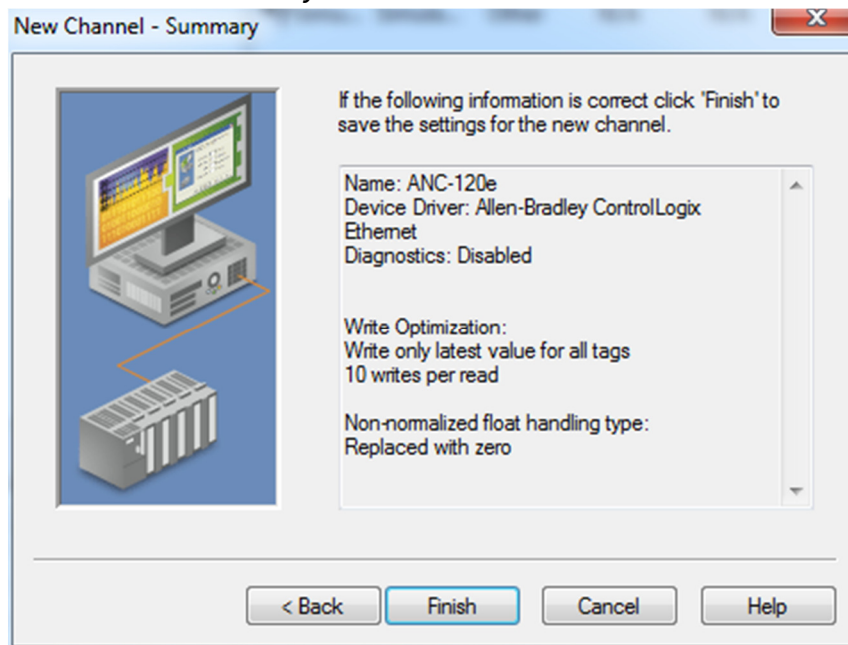 New Channel - Summary
If the following information is correct click 'Finish' to
save the settings for the new channel.
Name: ANC-120e
Device Driver: Allen-Bradley ControlLogix
Ethernet
Diagnostics: Disabled
Write Optimization:
Write only latest value for all tags
10 writes per read
Non-normalized float handling type:
Replaced with zero
< Back
Finish
Cancel
Help